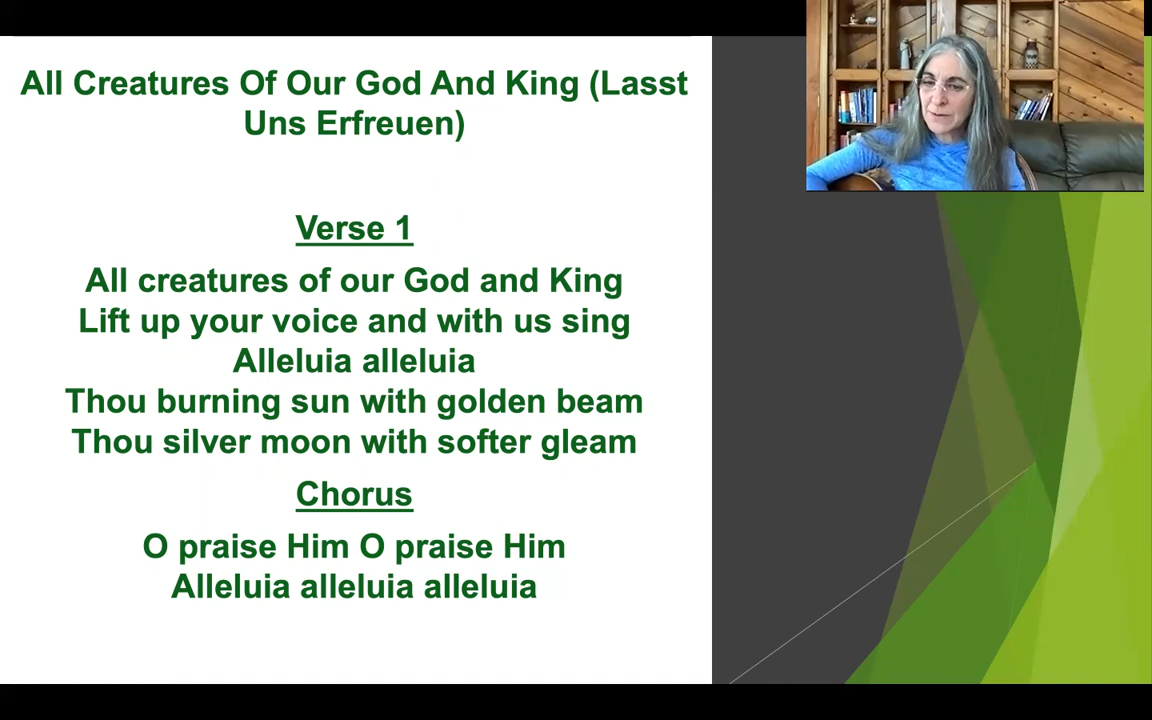 All Creatures Of Our God And King (Lasst
Uns Erfreuen)
Verse 1
All creatures of our God and King
Lift up your voice and with us sing
Alleluia alleluia
Thou burning sun with golden beam
Thou silver moon with softer gleam
Chorus
O praise Him O praise Him
Alleluia alleluia alleluia